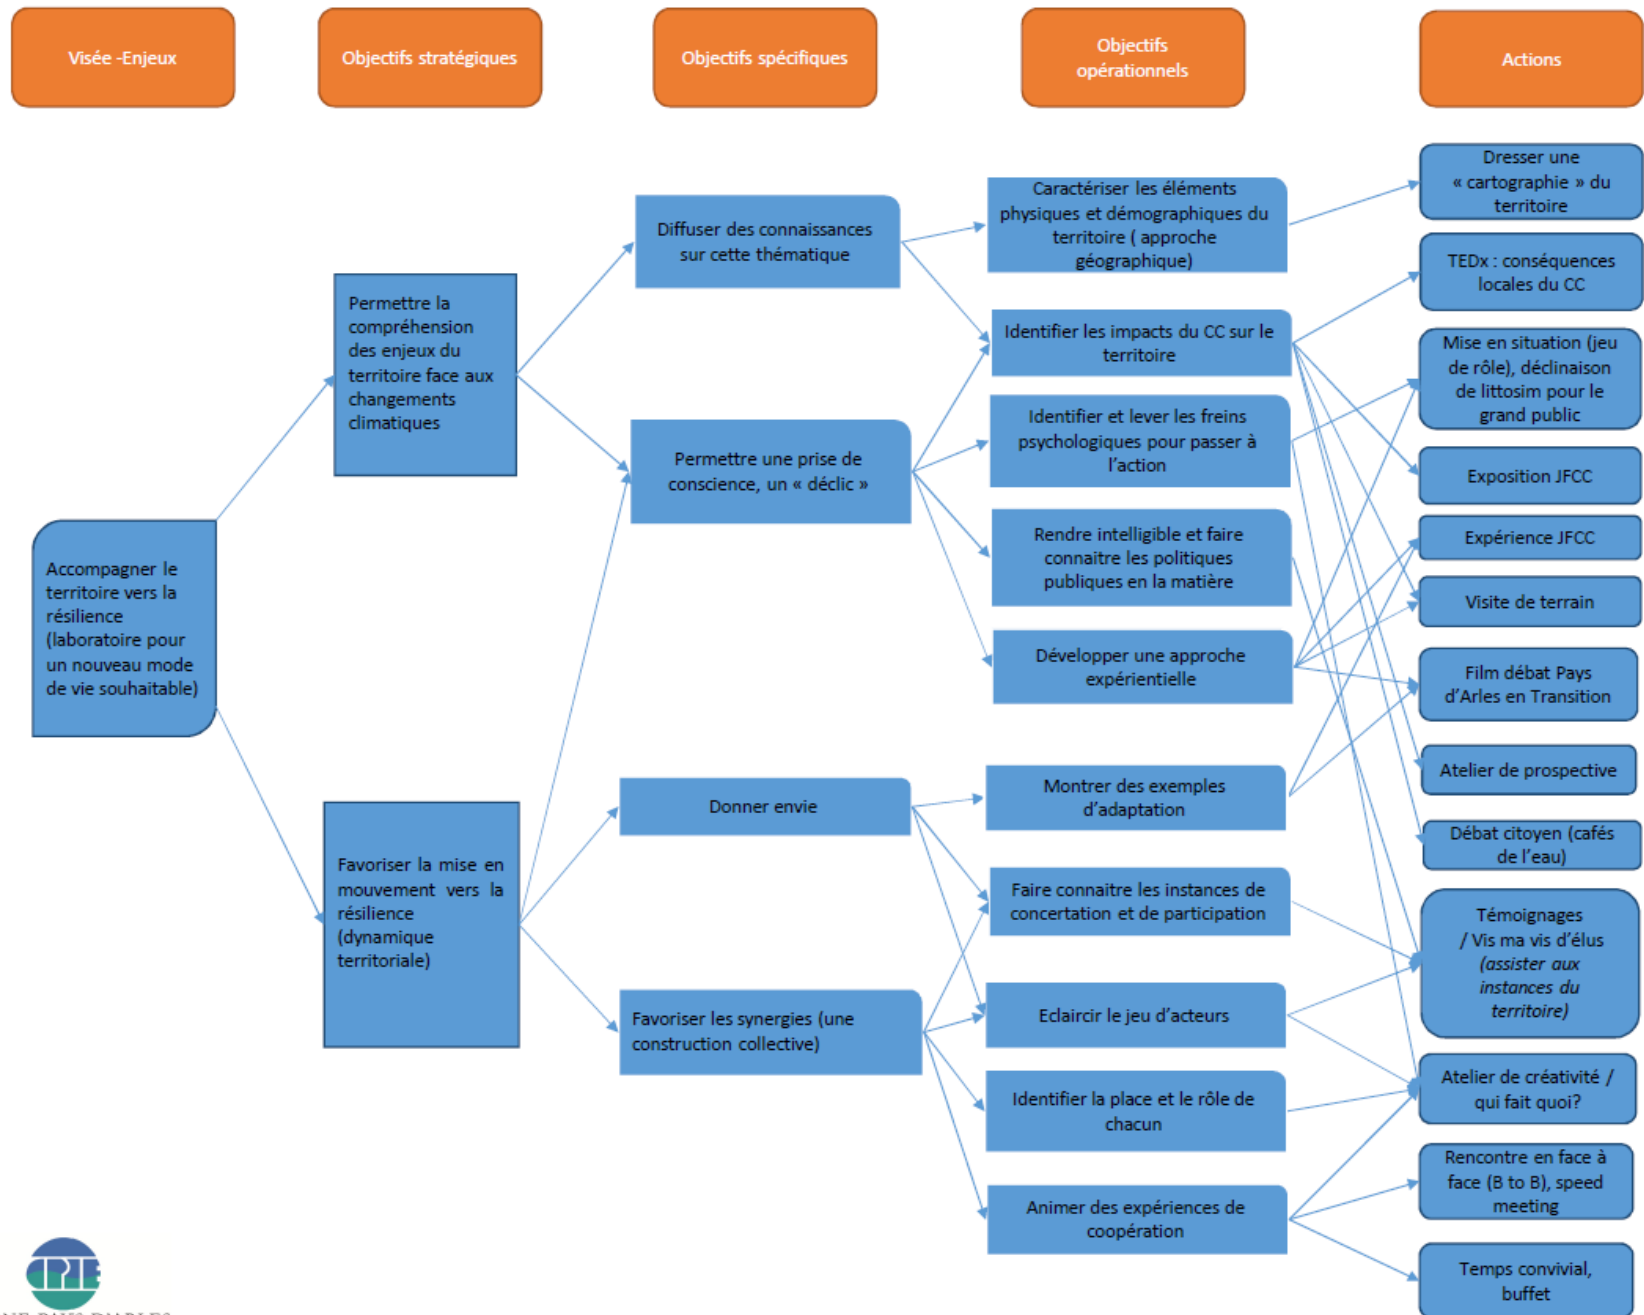 Visée -Enjeux
Objectifs stratégiques
Objectifs spécifiques
Objectifs
opérationnels
Actions
Accompagner le
territoire vers la
résilience
(laboratoire pour
un nouveau mode
de vie souhaitable)
Permettre la
compréhension
des enjeux du
territoire face aux
changements
climatiques
Favoriser la mise en
mouvement vers la
résilience
(dynamique
territoriale)
Diffuser des connaissances
sur cette thématique
Permettre une prise de
conscience, un « déclic »
Donner envie
Favoriser les synergies (une
construction collective)
Caractériser les éléments
physiques et démographiques du
territoire ( approche
géographique)
Identifier les impacts du CC sur le
territoire
Identifier et lever les freins
psychologiques pour passer à
l’action
Rendre intelligible et faire
connaitre les politiques
publiques en la matière
Développer une approche
expérientielle
Montrer des exemples
d’adaptation
Faire connaitre les instances de
concertation et de participation
Eclaircir le jeu d’acteurs
Identifier la place et le rôle de
chacun
Animer des expériences de
coopération
Dresser une
« cartographie » du
territoire
TEDx : conséquences
locales du CC
Mise en situation (jeu
de rôle), déclinaison
de littosim pour le
grand public
Exposition JFCC
Expérience JFCC
Visite de terrain
Film débat Pays
d’Arles en Transition
Atelier de prospective
Débat citoyen (cafés
de l’eau)
Témoignages
/ Vis ma vis d’élus
(assister aux
instances du
territoire)
Atelier de créativité /
qui fait quoi?
Rencontre en face à
face (B to B), speed
meeting
Temps convivial,
buffet
CPIE